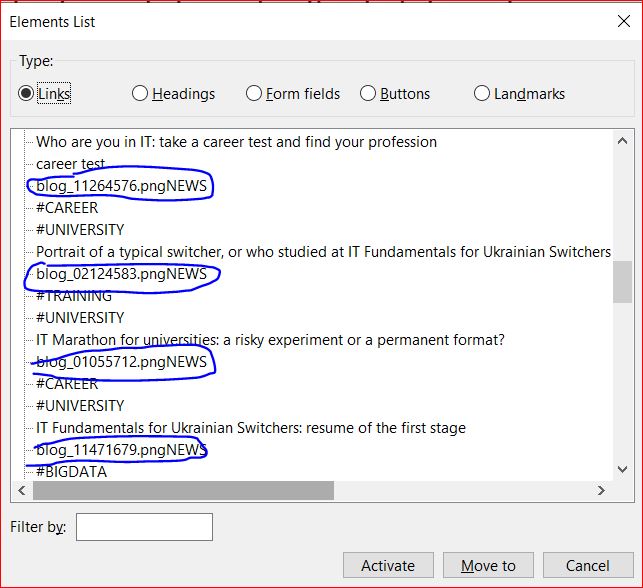 Elements List
Type:
Links Headings Form fields Buttons Landmarks
Who are you in IT: take a career test and find your profession
career test
blog_11264576.pngNEWS
#CAREER
#UNIVERSITY
Portrait of a typical switcher, or who studied at IT Fundamentals for Ukrainian Switchers
blog_02124583.pngNEWS
#TRAINING
#UNIVERSITY
IT Marathon for universities: a risky experiment or a permanent format?
blog_01055712.pngNEWS
#CAREER
#UNIVERSITY
IT Fundamentals for Ukrainian Switchers: resume of the first stage
blog_11471679.pngNEWS
#BIGDATA
Filter by:
Activate Move to Cancel